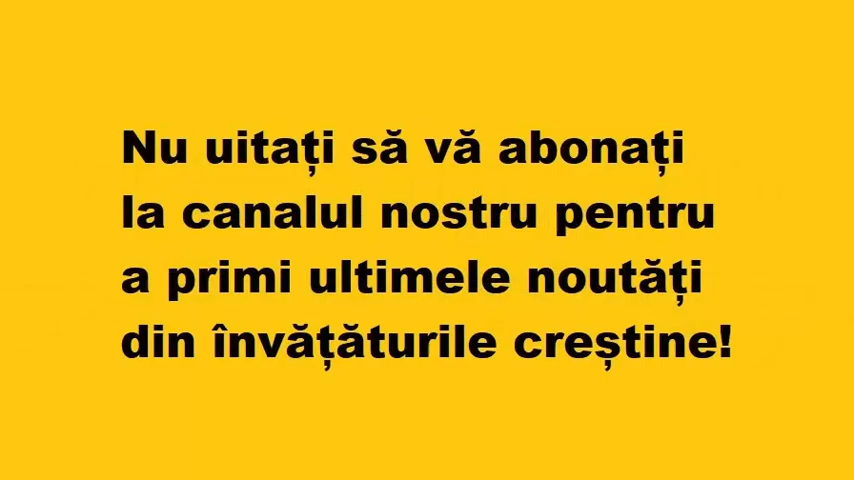 Nu uitați să vă abonați
la canalul nostru pentru
a primi ultimele noutăți
din învățăturile creștine!